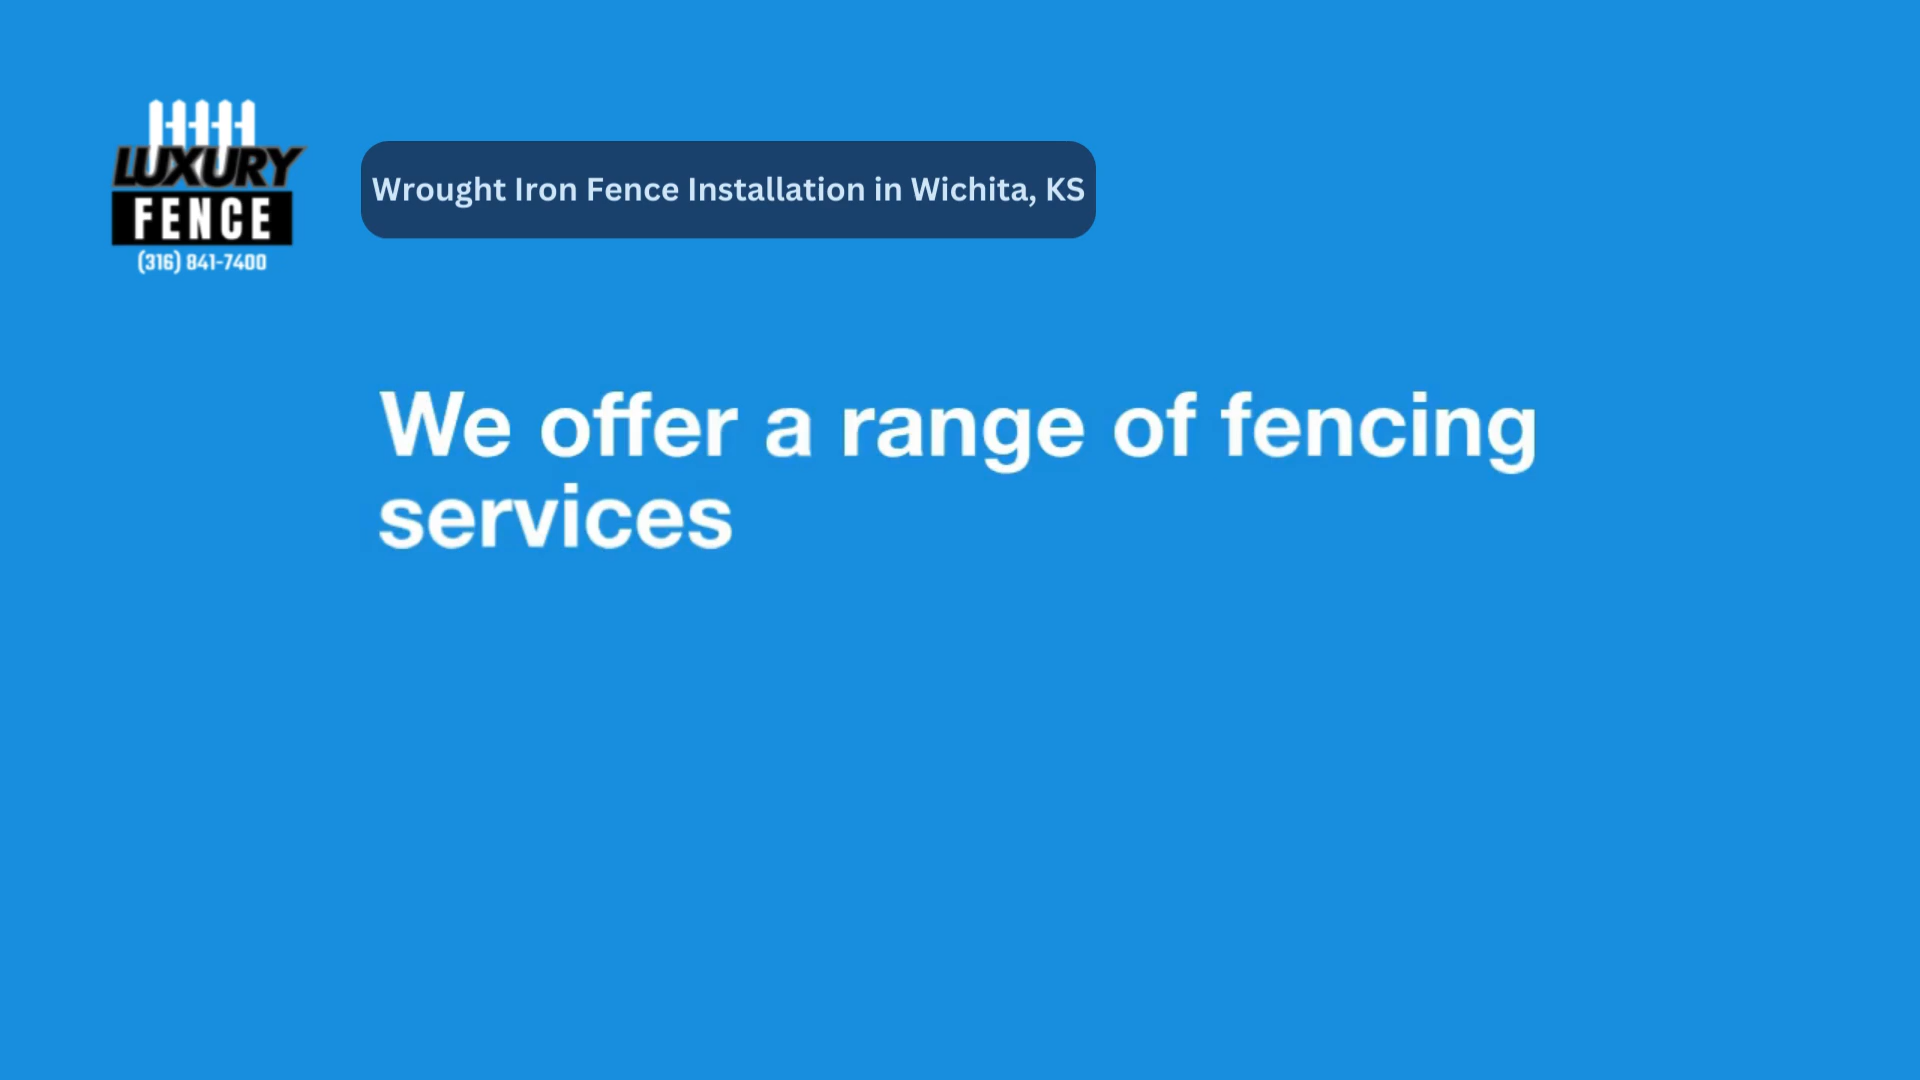 LUXURY
FENCE
(316) 841-7400
Wrought Iron Fence Installation in Wichita, KS
We offer a range of fencing
services